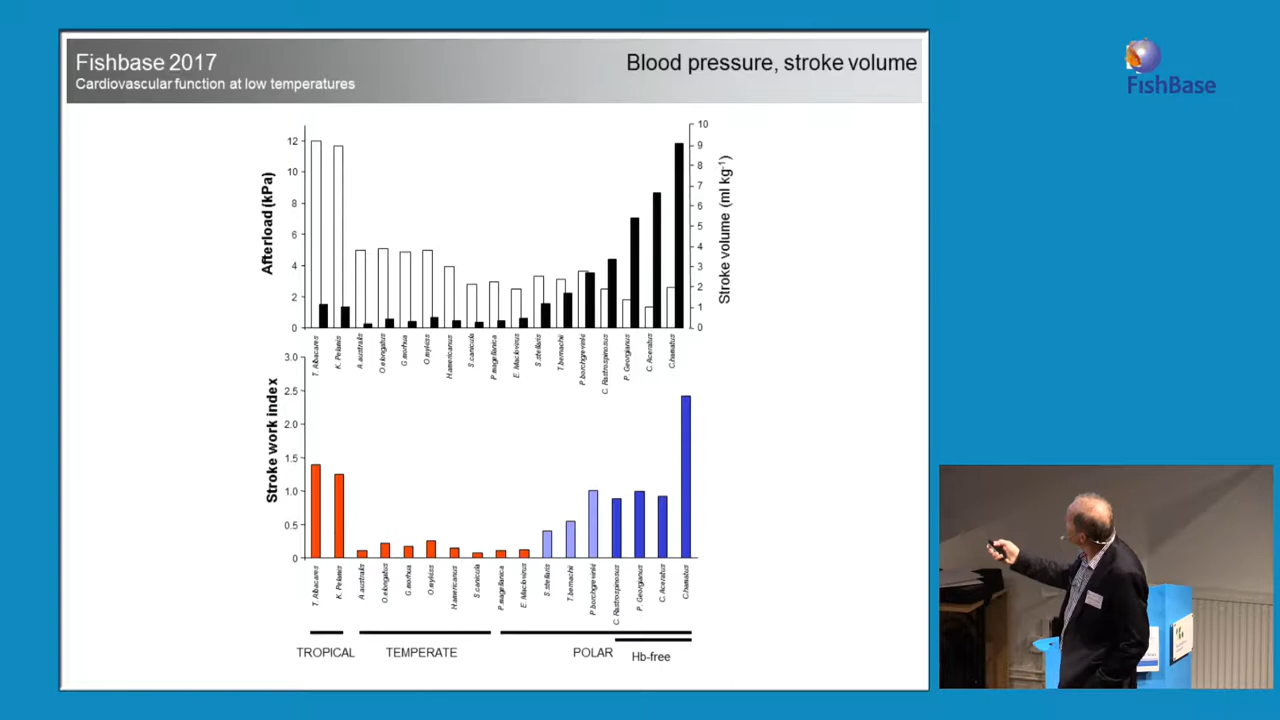 Fishbase 2017
Cardiovascular function at low temperatures
Blood pressure, stroke volume
FishBase
Afterload (kPa)
12
10
8
6
4
2
0
10
9
8
7
6
5
4
3
2
1
0
Stroke volume (ml kg-1)
T. Albacares
K. Pelamis
A.australis
O.elongatus
G.morhua
O.mykiss
H.americanus
S.canicula
P.magellanica
E. Maclovinus
S.stellaris
T.bernachii
P.borchgrevinki
C. Rastrospinosus
P. Georgianus
C. Aceratus
C.hamatus
Stroke work index
3.0
2.5
2.0
1.5
1.0
0.5
0
T. Albacares
K. Pelamis
A.australis
O.elongatus
G.morhua
O.mykiss
H.americanus
S.canicula
P.magellanica
E. Maclovinus
S.stellaris
T.bernachii
P.borchgrevinki
C. Rastrospinosus
P. Georgianus
C. Aceratus
C.hamatus
TROPICAL
TEMPERATE
POLAR
Hb-free